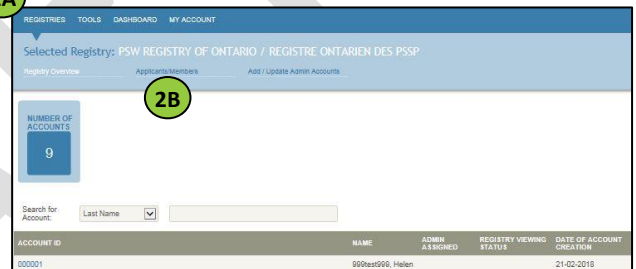 2A
REGISTRIES TOOLS DASHBOARD MY ACCOUNT
Selected Registry: PSW REGISTRY OF ONTARIO / REGISTRE ONTARIEN DES PSSP
Registry Overview Applicants/Members Add / Update Admin Accounts
2B
NUMBER OF
ACCOUNTS
9
Search for
Account: Last Name
ACCOUNT ID NAME ADMIN ASSIGNED REGISTRY VIEWING STATUS DATE OF ACCOUNT CREATION
000001 999test999, Helen 21-02-2018